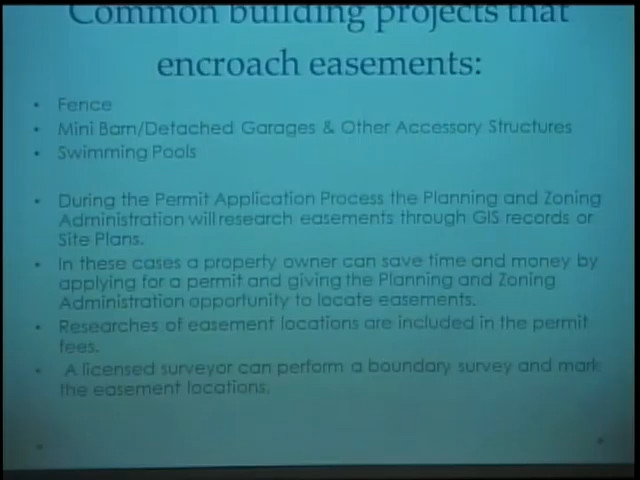 Common building projects that
encroach easements:
• Fence
• Mini Barn/Detached Garages & Other Accessory Structures
• Swimming Pools
• During the Permit Application Process the Planning and Zoning
Administration will research easements through GIS records or
Site Plans.
• In these cases a property owner can save time and money by
applying for a permit and giving the Planning and Zoning
Administration opportunity to locate easements.
• Researches of easement locations are included in the permit
fees.
• A licensed surveyor can perform a boundary survey and mark
the easement locations.